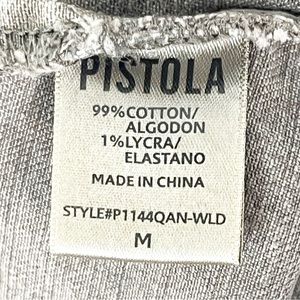 PISTOLA
99%COTTON/
ALGODON
1%LYCRA/
ELASTANO
MADE IN CHINA
STYLE#P1144QAN-WLD
M